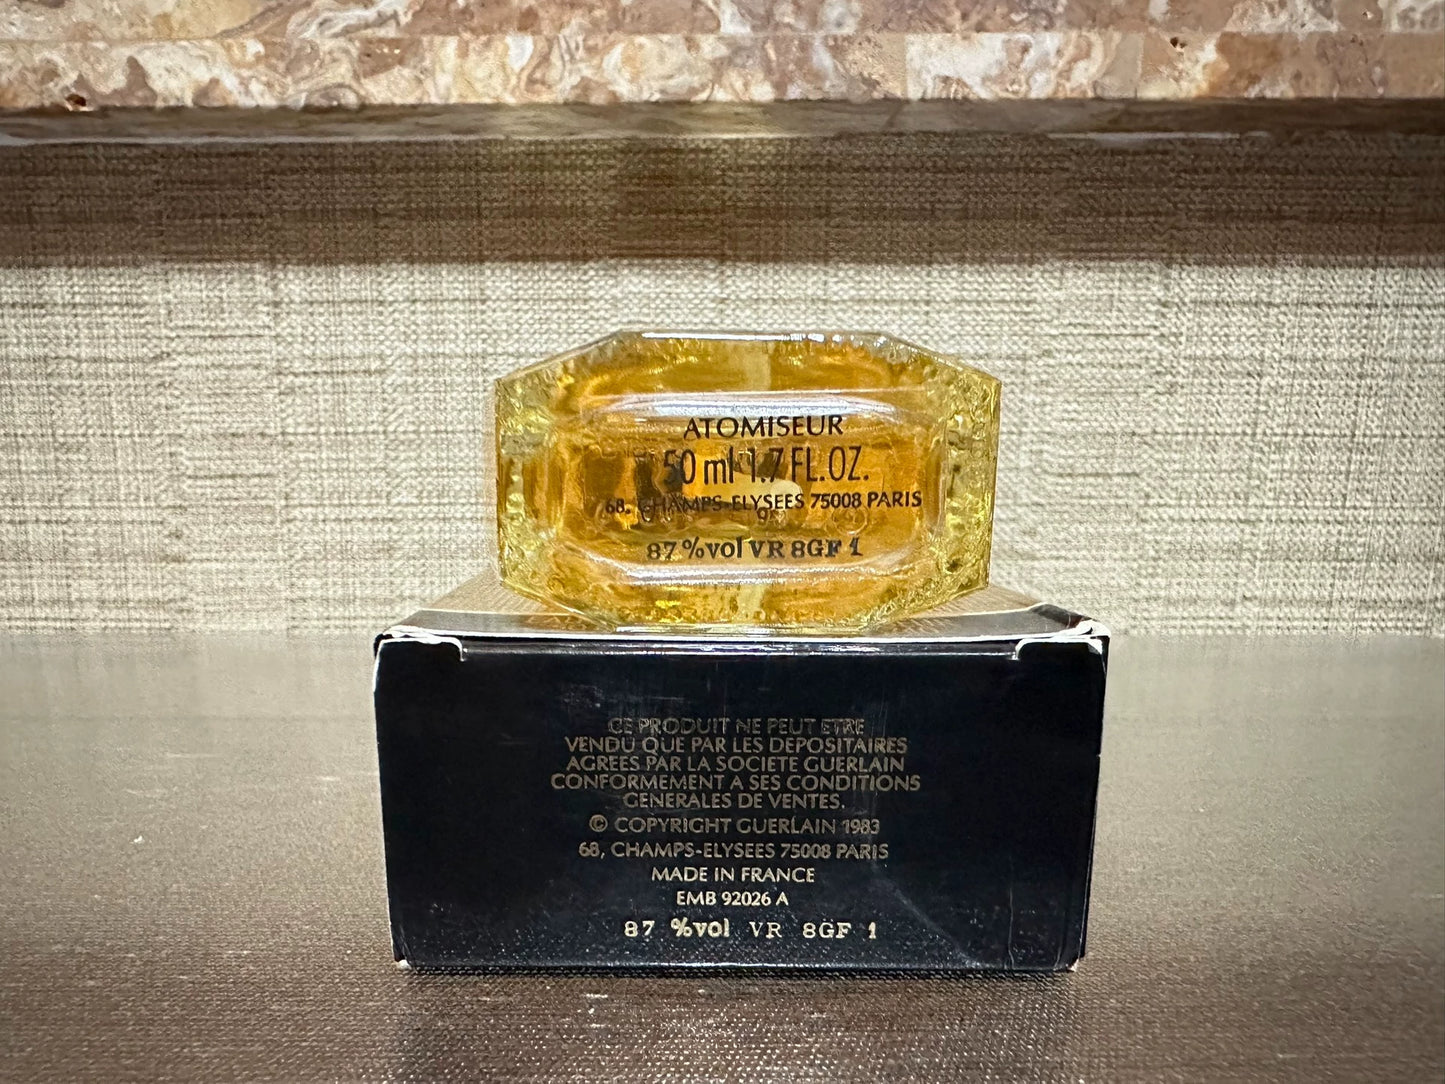 ATOMISEUR
50 ml 1.7 FL.OZ.
68, CHAMPS-ELYSEES 75008 PARIS
87 %vol VR 8GF 1
CE PRODUIT NE PEUT ETRE
VENDU QUE PAR LES DEPOSITAIRES
AGREES PAR LA SOCIETE GUERLAIN
CONFORMEMENT A SES CONDITIONS
GENERALES DE VENTES.
© COPYRIGHT GUERLAIN 1983
68, CHAMPS-ELYSEES 75008 PARIS
MADE IN FRANCE
EMB 92026 A
87 %vol VR 8GF 1